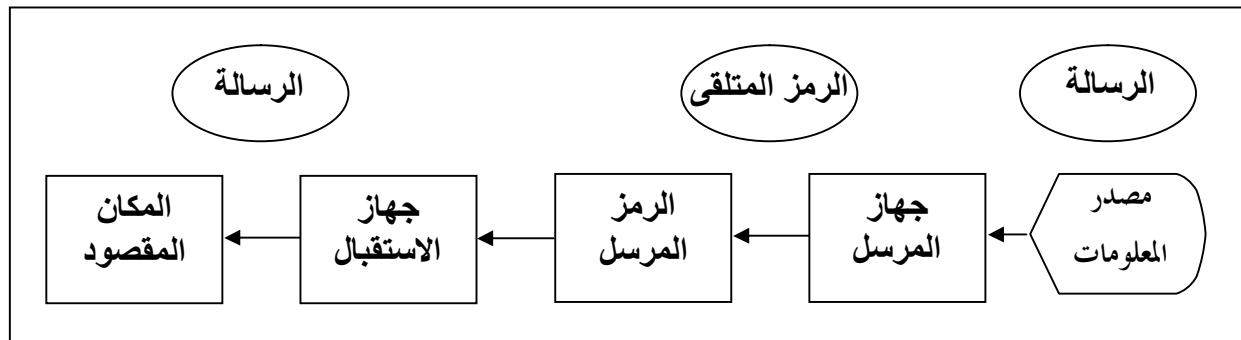 الرسالة
الرمز المتلقى
الرسالة
مصدر
المعلومات
جهاز
المرسل
الرمز
المرسل
جهاز
الاستقبال
المكان
المقصود